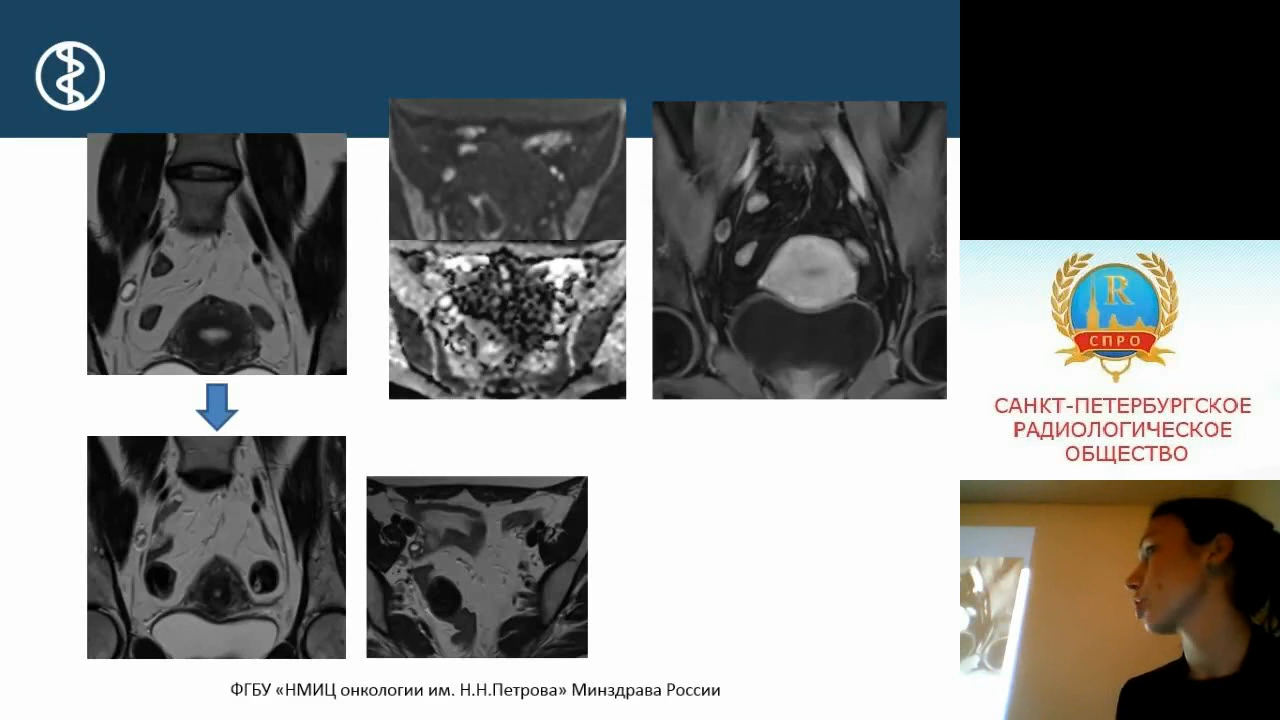 R
СПРО
САНКТ-ПЕТЕРБУРГСКОЕ
РАДИОЛОГИЧЕСКОЕ
ОБЩЕСТВО
ФГБУ «НМИЦ онкологии им. Н.Н.Петрова» Минздрава России